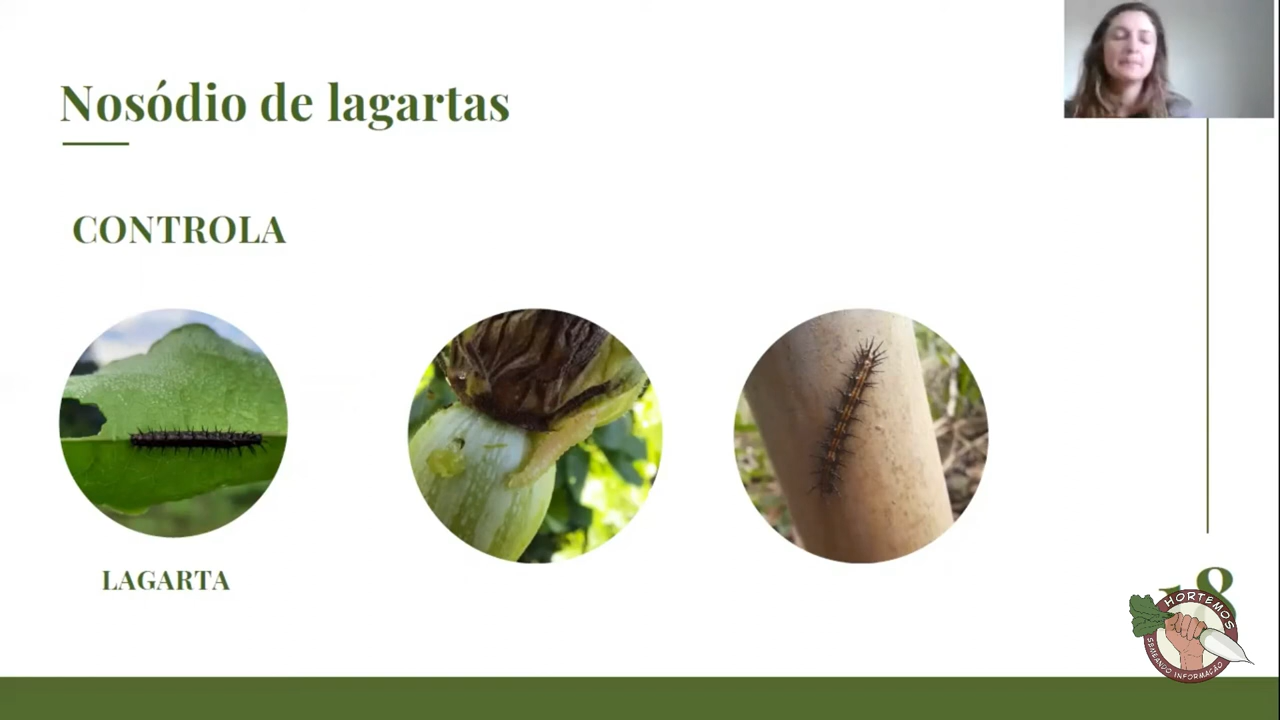 Nosódio de lagartas
CONTROLA
LAGARTA
HORTEMOS
SEMEANDO INFORMAÇÃO